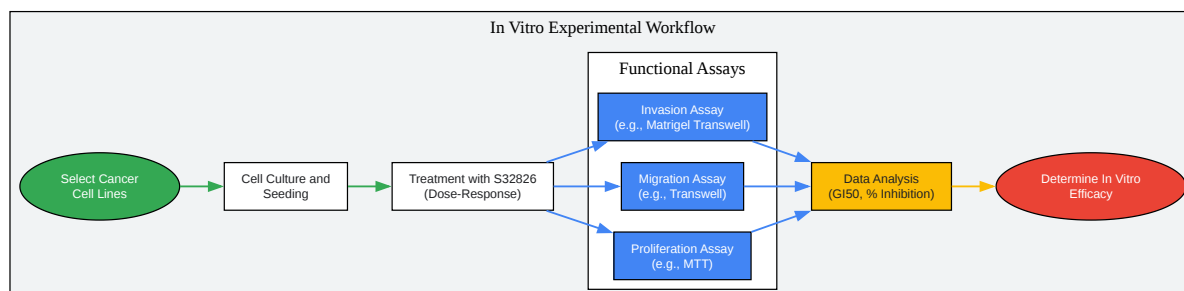 In Vitro Experimental Workflow
Functional Assays
Select Cancer
Cell Lines
Cell Culture and
Seeding
Treatment with S32826
(Dose-Response)
Invasion Assay
(e.g., Matrigel Transwell)
Migration Assay
(e.g., Transwell)
Proliferation Assay
(e.g., MTT)
Data Analysis
(GI50, % Inhibition)
Determine In Vitro
Efficacy